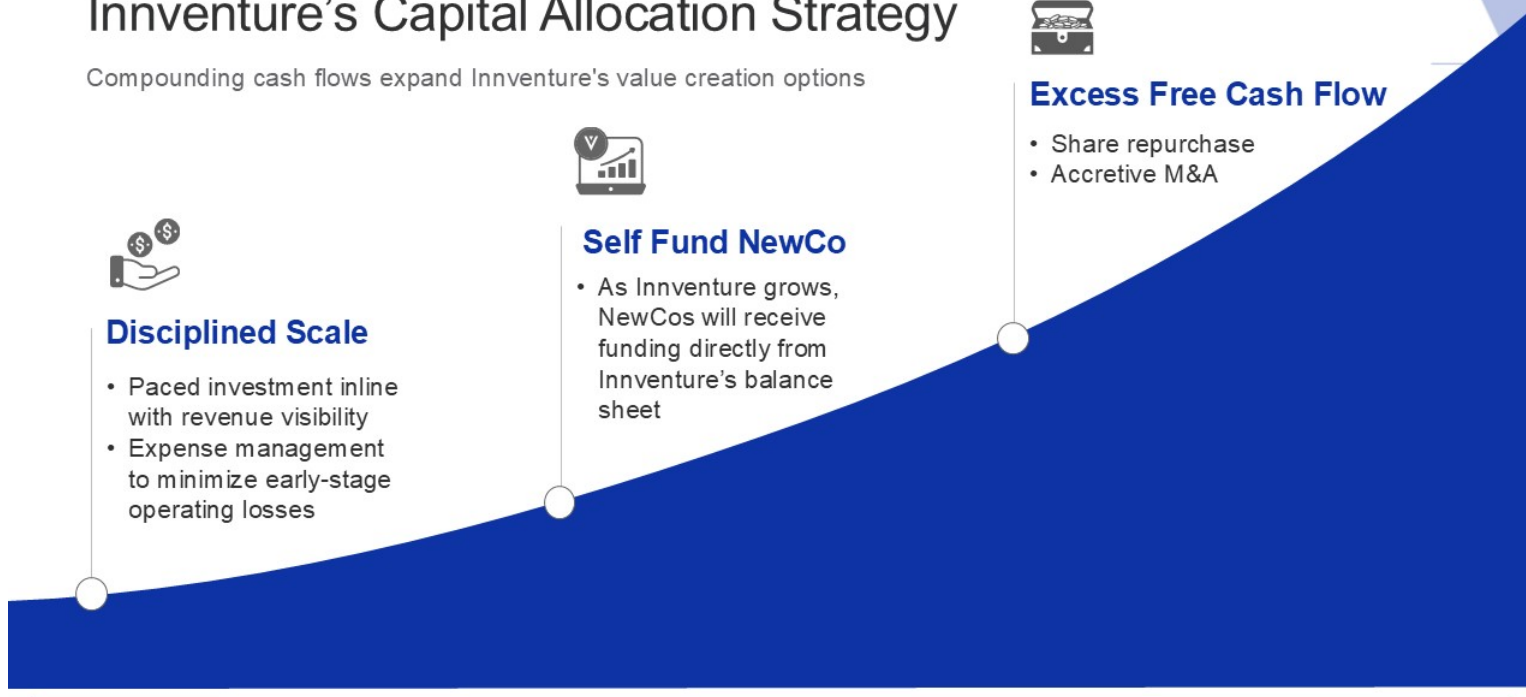 Innventure’s Capital Allocation Strategy
Compounding cash flows expand Innventure's value creation options
Disciplined Scale
• Paced investment inline
with revenue visibility
• Expense management
to minimize early-stage
operating losses
Self Fund NewCo
• As Innventure grows,
NewCos will receive
funding directly from
Innventure’s balance
sheet
Excess Free Cash Flow
• Share repurchase
• Accretive M&A